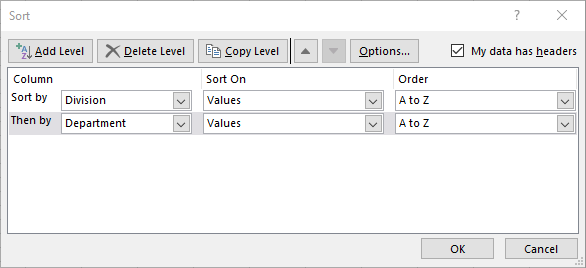 Sort ?
Add Level Delete Level Copy Level Options... My data has headers
Column Sort On Order
Sort by Division Values A to Z
Then by Department Values A to Z
OK Cancel